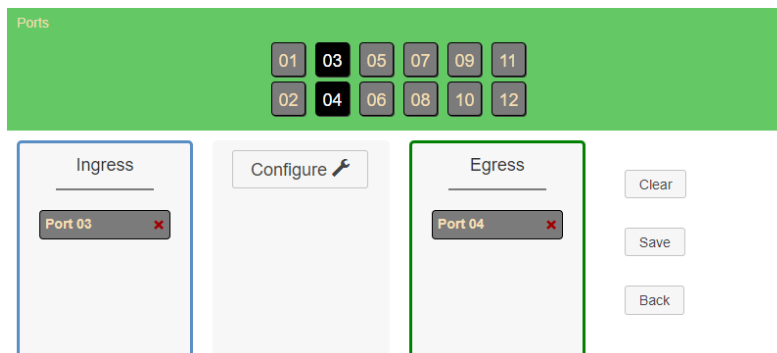 Ports
01 03 05 07 09 11
02 04 06 08 10 12
Ingress
Configure
Egress
Clear
Port 03
Port 04
Save
Back